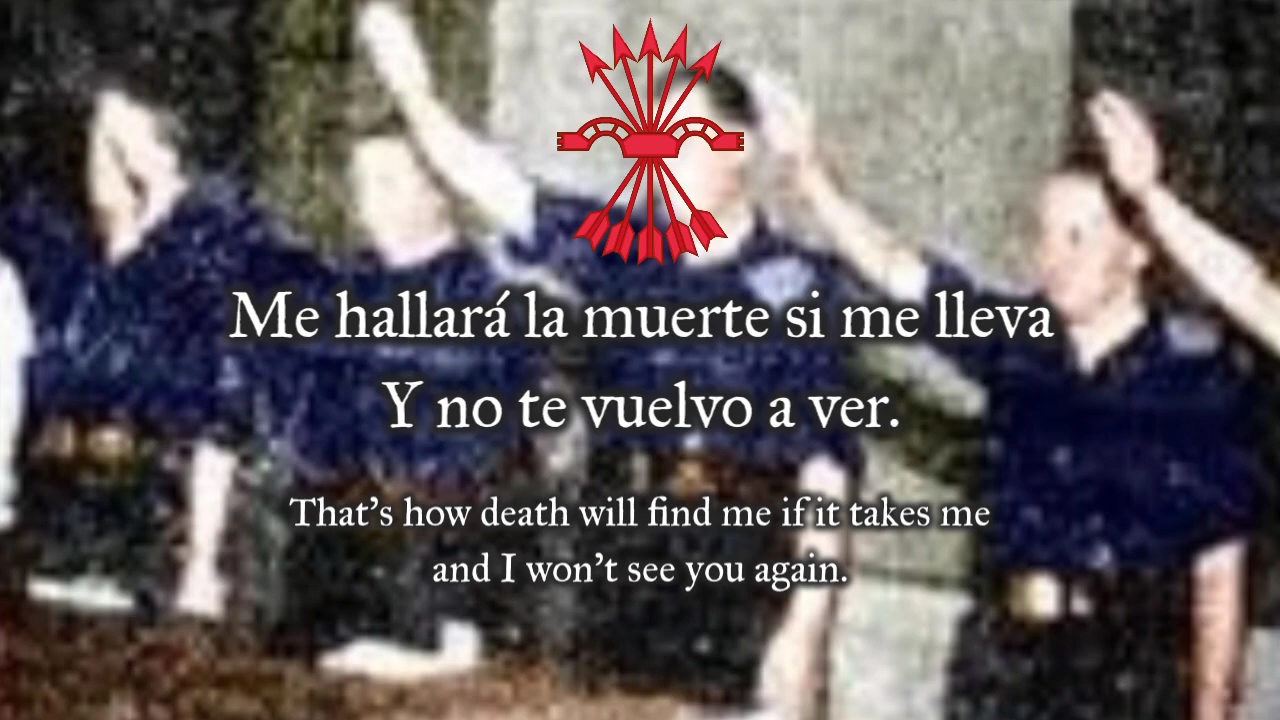 Me hallará la muerte si me lleva
Y no te vuelvo a ver.
That's how death will find me if it takes me
and I won't see you again.